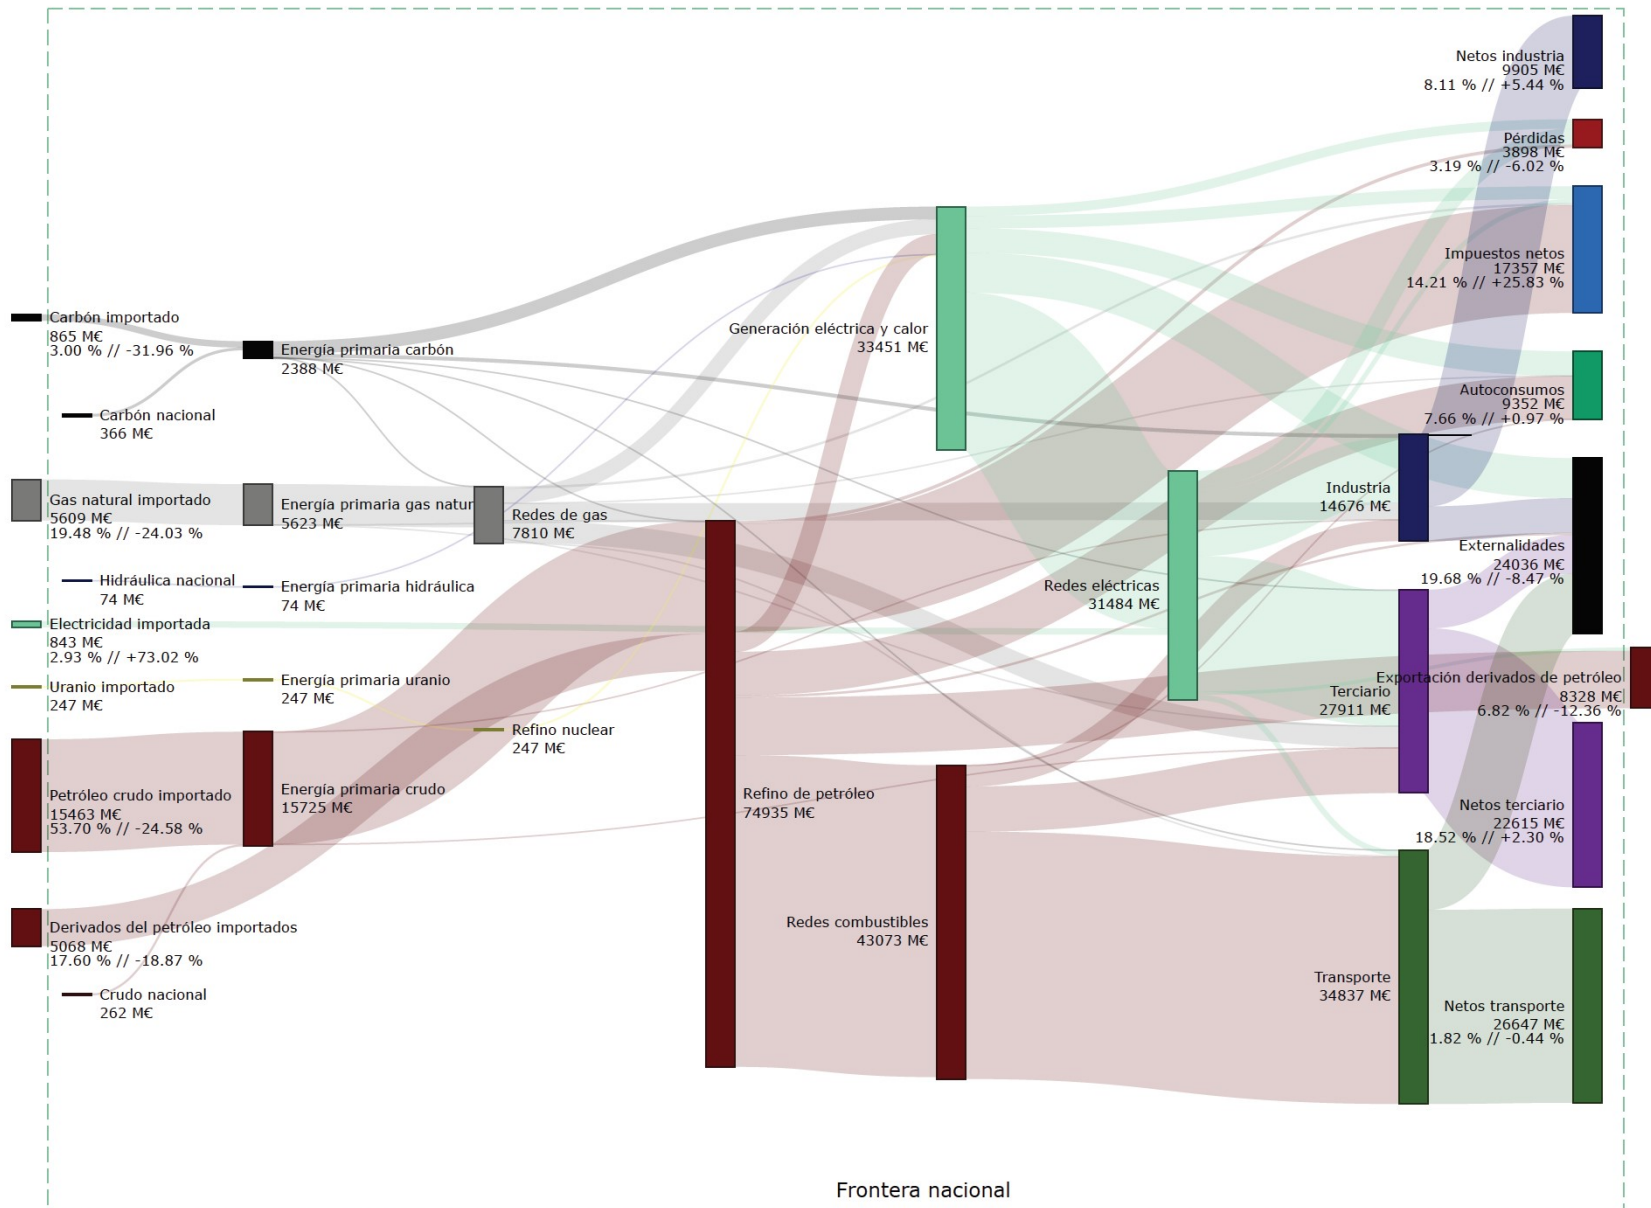 Netos industria
9905 M€
8.11 % // +5.44 %
Pérdidas
3898 M€
3.19 % // -6.02 %
Impuestos netos
17357 M€
14.21 % // +25.83 %
Generación eléctrica y calor
33451 M€
Carbón importado
865 M€
3.00 % // -31.96 %
Energía primaria carbón
2388 M€
Carbón nacional
366 M€
Autoconsumos
9352 M€
7.66 % // +0.97 %
Gas natural importado
5609 M€
19.48 % // -24.03 %
Energía primaria gas natur
5623 M€
Redes de gas
7810 M€
Industria
14676 M€
Externalidades
24036 M€
19.68 % // -8.47 %
Hidráulica nacional
74 M€
Energía primaria hidráulica
74 M€
Redes eléctricas
31484 M€
Electricidad importada
843 M€
2.93 % // +73.02 %
Uranio importado
247 M€
Energía primaria uranio
247 M€
Refino nuclear
247 M€
Exportación derivados de petróleo
8328 M€
6.82 % // -12.36 %
Terciario
27911 M€
Petróleo crudo importado
15463 M€
53.70 % // -24.58 %
Energía primaria crudo
15725 M€
Refino de petróleo
74935 M€
Netos terciario
22615 M€
18.52 % // +2.30 %
Derivados del petróleo importados
5068 M€
17.60 % // -18.87 %
Redes combustibles
43073 M€
Crudo nacional
262 M€
Transporte
34837 M€
Netos transporte
26647 M€
1.82 % // -0.44 %
Frontera nacional